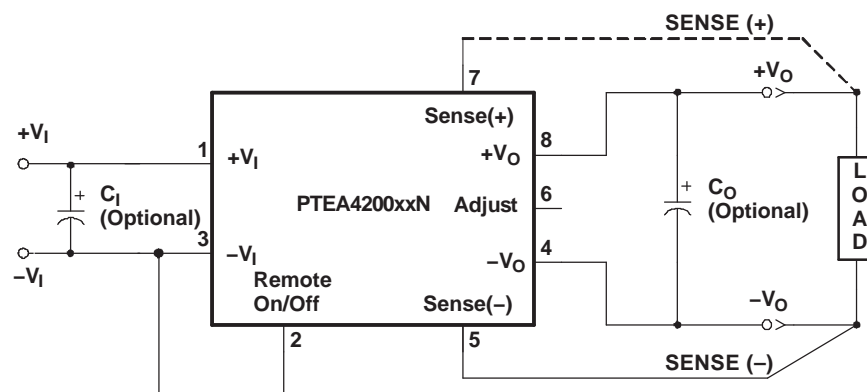 SENSE (+)
7
+VO
Sense(+)
+VI
1
+VI
8
+VO
+
CI
(Optional)
PTEA4200xxN
Adjust
6
+
CO
(Optional)
LOAD
3
−VI
4
−VO
−VI
Remote
On/Off
Sense(−)
−VO
2
5
SENSE (−)